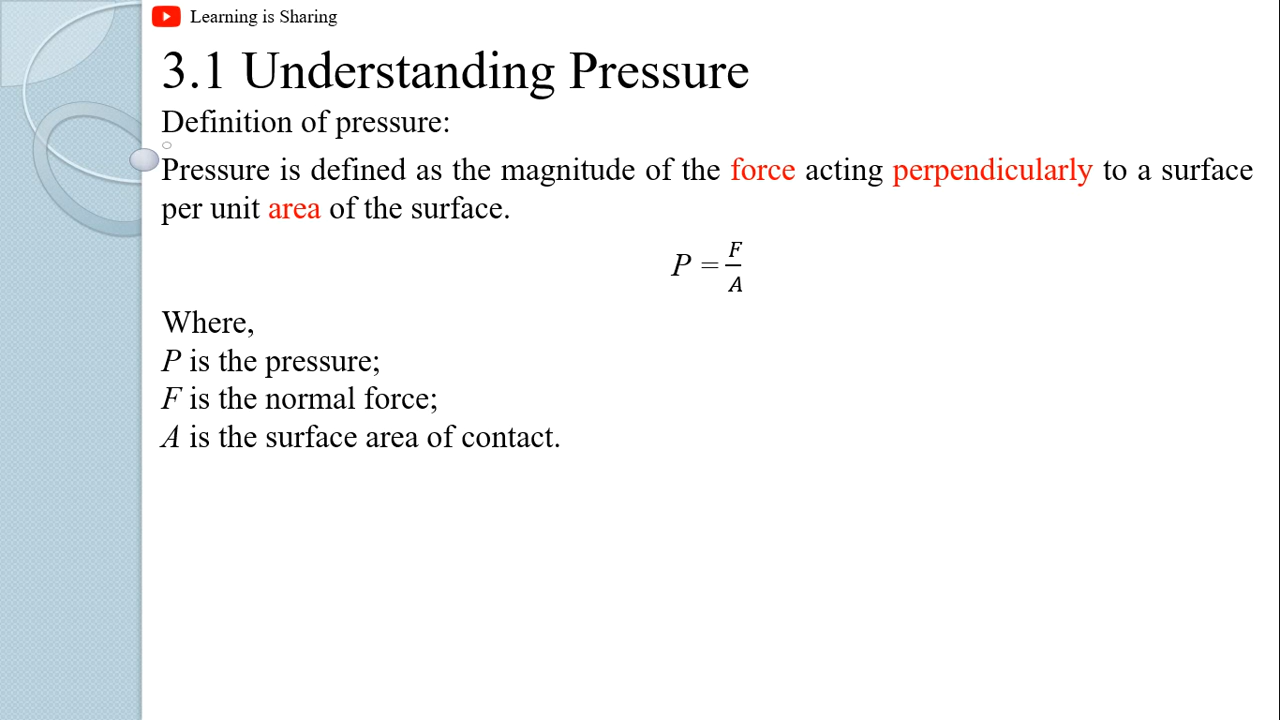 Learning is Sharing
3.1 Understanding Pressure
Definition of pressure:
Pressure is defined as the magnitude of the force acting perpendicularly to a surface
per unit area of the surface.
P = F/A
Where,
P is the pressure;
F is the normal force;
A is the surface area of contact.